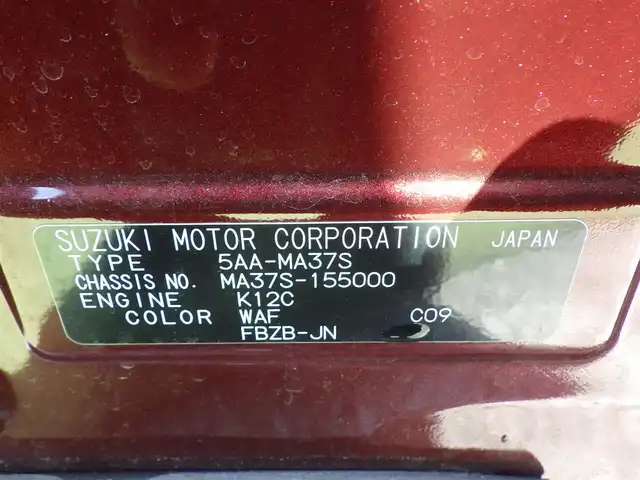 SUZUKI MOTOR CORPORATION JAPAN
TYPE 5AA-MA37S
CHASSIS NO. MA37S-155000
ENGINE K12C
COLOR WAF C09
FBZB-JN